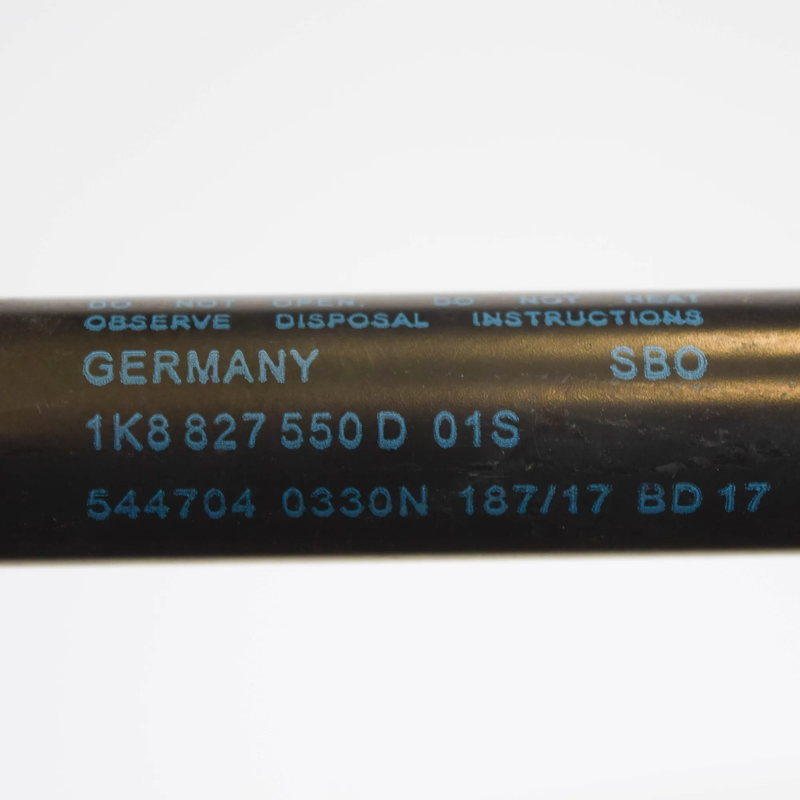 DO NOT OPEN. DO NOT HEAT
OBSERVE DISPOSAL INSTRUCTIONS
GERMANY SBO
1K8 827 550 D 01S
544704 0330N 187/17 BD 17